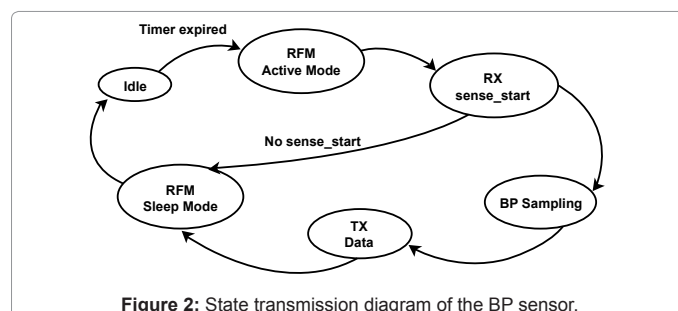 Timer expired
RFM
Active Mode
Idle
RX
sense_start
No sense_start
RFM
Sleep Mode
BP Sampling
TX
Data
Figure 2: State transmission diagram of the BP sensor.